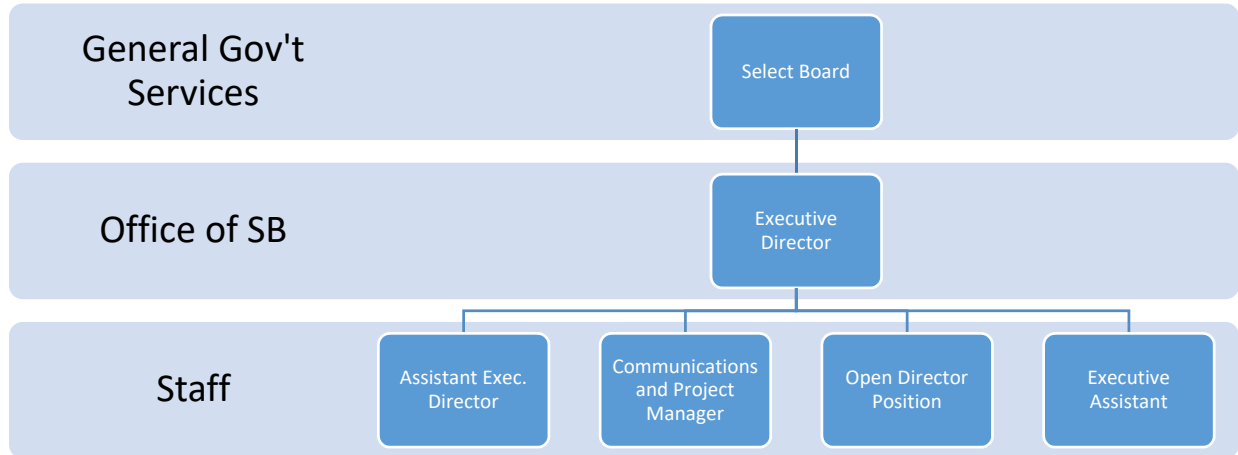 General Gov't
Services
Select Board
Office of SB
Executive
Director
Staff
Assistant Exec.
Director
Communications
and Project
Manager
Open Director
Position
Executive
Assistant